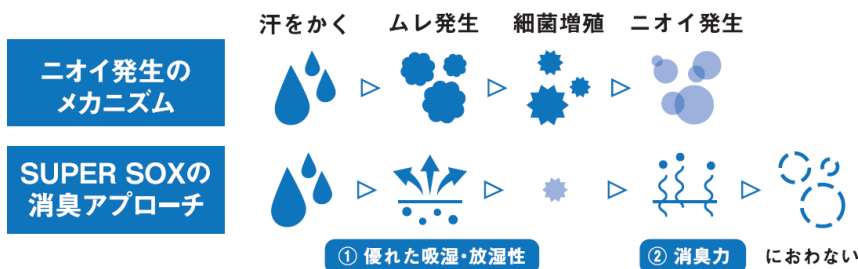 汗をかく ムレ発生 細菌増殖 ニオイ発生
ニオイ発生の
メカニズム
SUPER SOXの
消臭アプローチ
① 優れた吸湿・放湿性 ② 消臭力 におわない